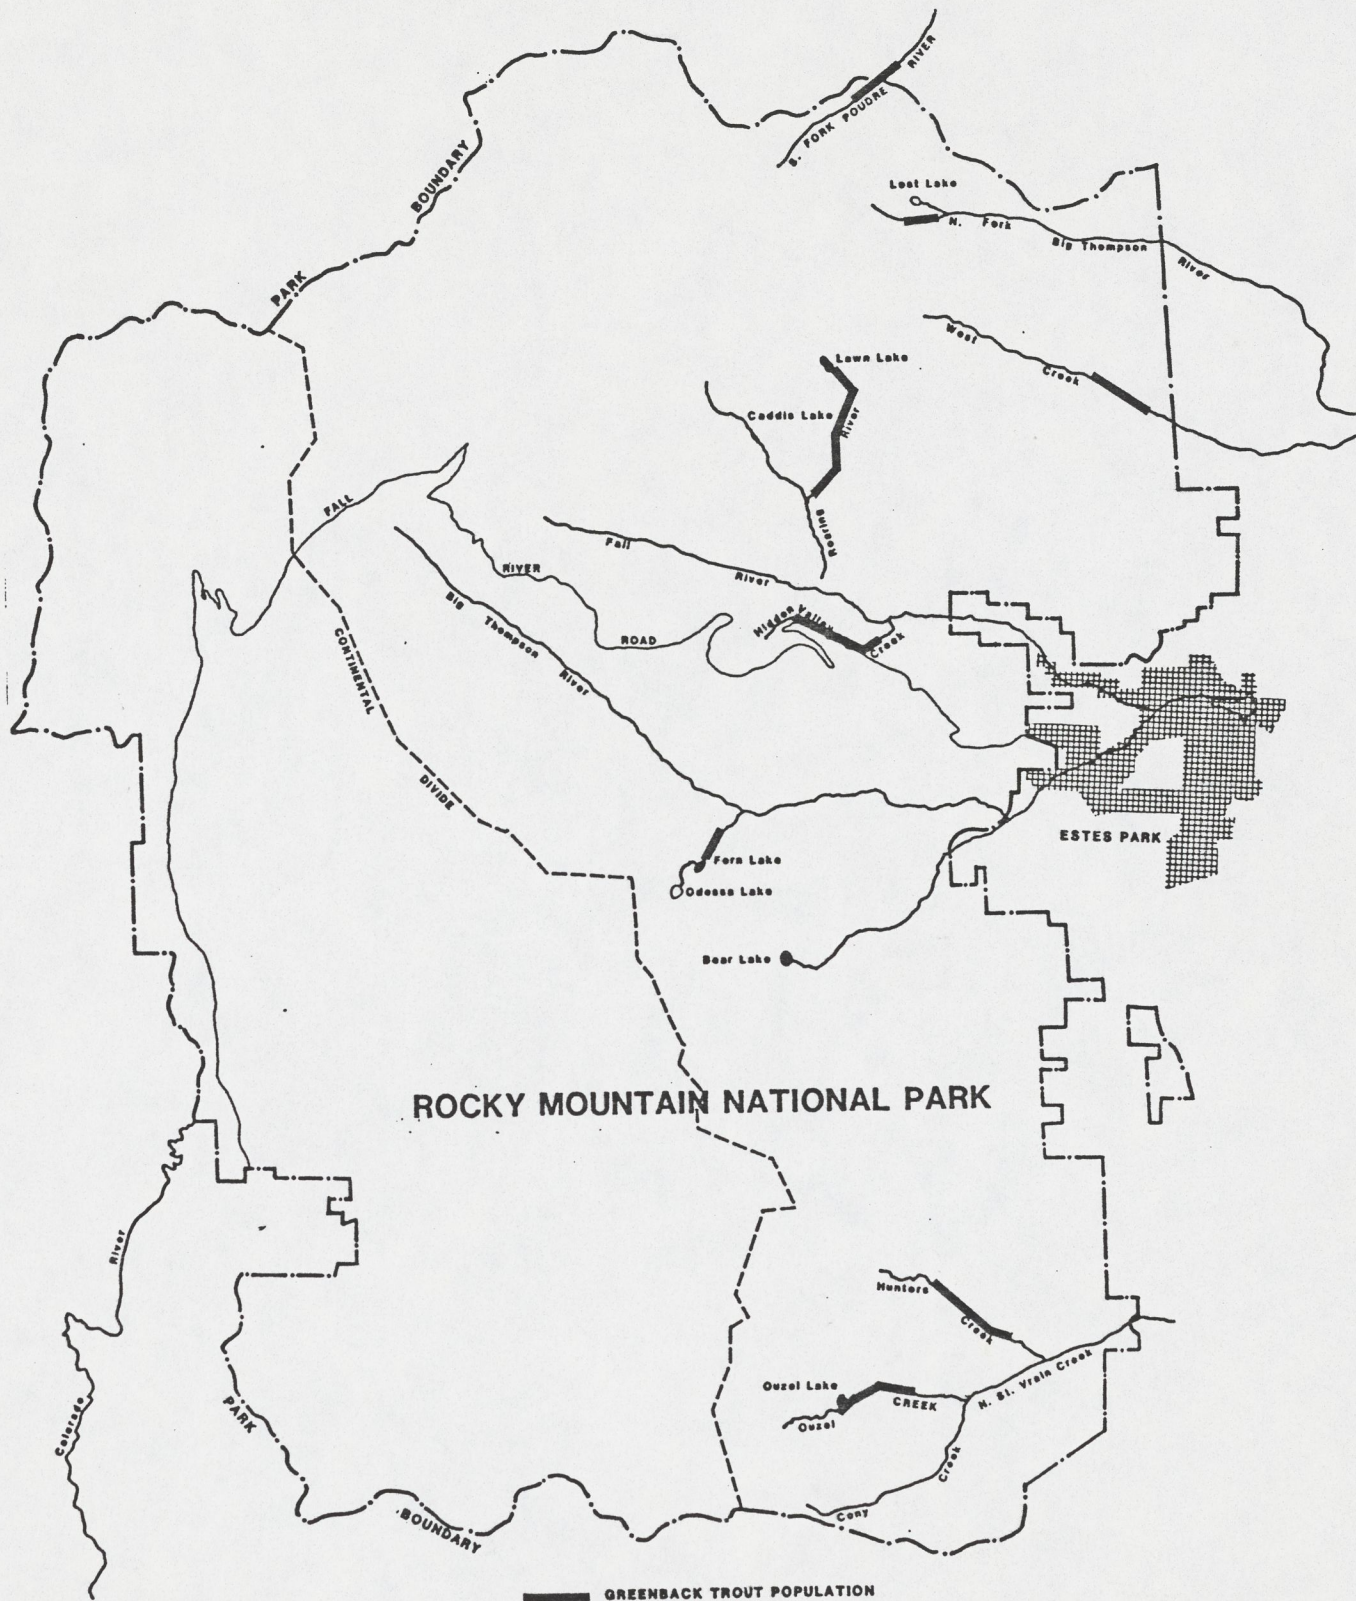 S. FORK POUDRE RIVER
BOUNDARY
Lost Lake
N. Fork Big Thompson River
PARK
West Creek
Lawn Lake
Caddis Lake
Roaring River
FALL RIVER ROAD
Fall River
Big Thompson River
Hidden Valley Creek
CONTINENTAL DIVIDE
ESTES PARK
Fern Lake
Odessa Lake
Bear Lake
ROCKY MOUNTAIN NATIONAL PARK
Colorado River
Hunters Creek
N. St. Vrain Creek
Ouzel Lake
Ouzel CREEK
Cony Creek
PARK BOUNDARY
GREENBACK TROUT POPULATION